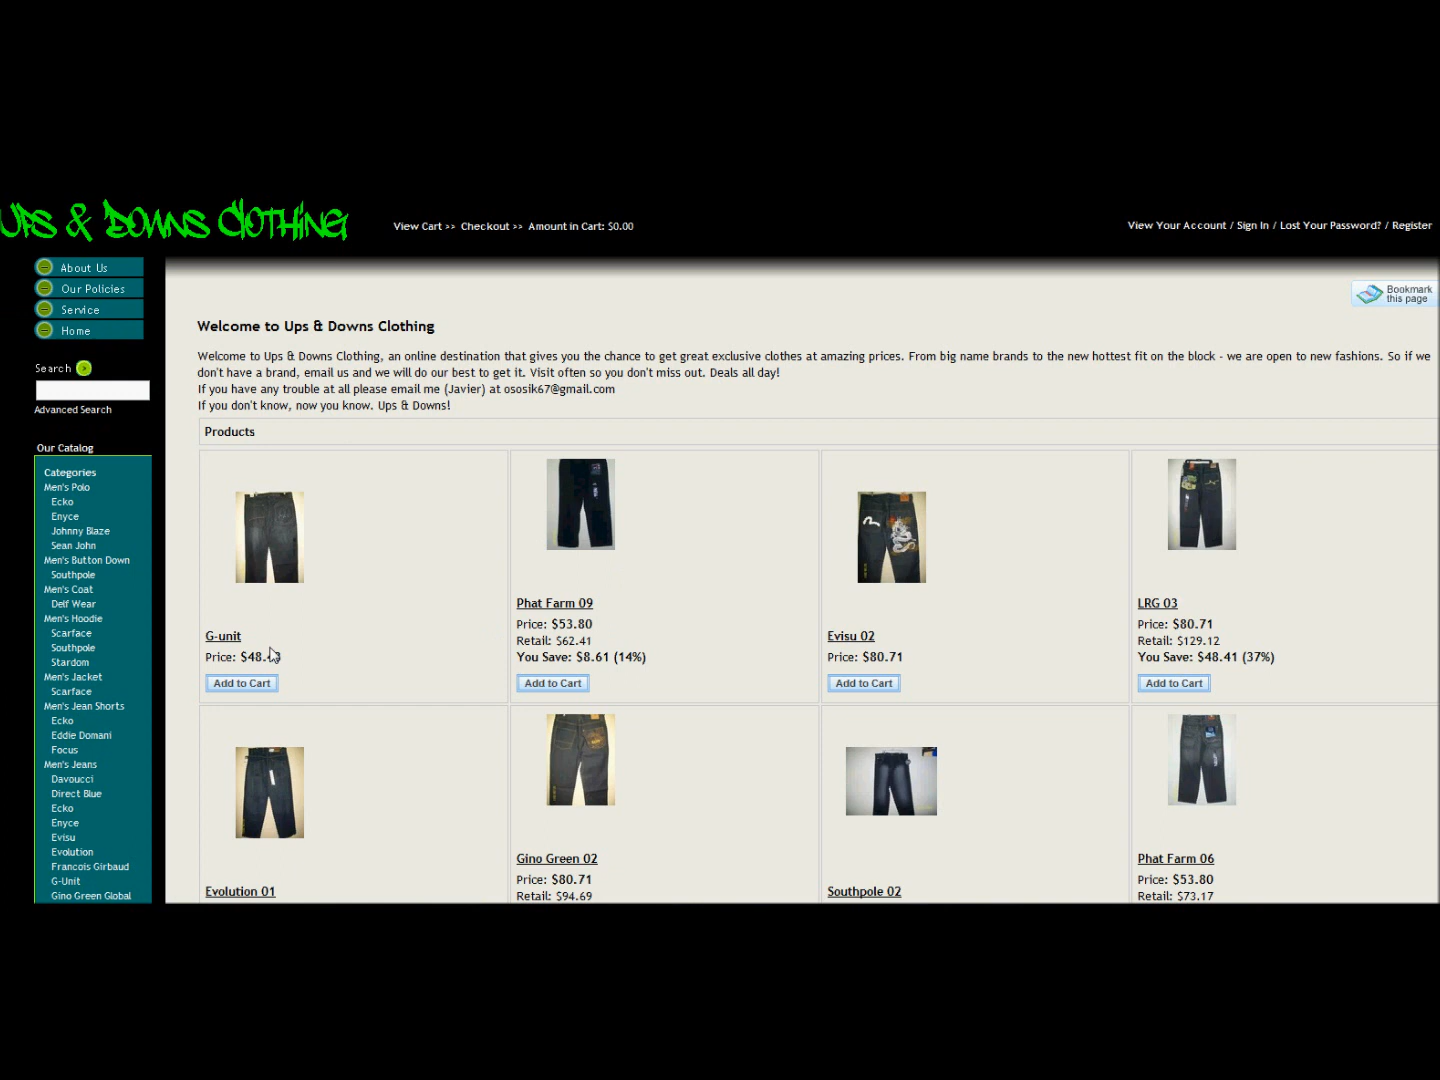 Ups & Downs Clothing
View Cart >> Checkout >> Amount in Cart: $0.00
View Your Account / Sign In / Lost Your Password? / Register
About Us
Our Policies
Service
Home
Bookmark
this page
Search
Advanced Search
Our Catalog
Categories
Men's Polo
Ecko
Enyce
Johnny Blaze
Sean John
Men's Button Down
Southpole
Men's Coat
Delf Wear
Men's Hoodie
Scarface
Southpole
Stardom
Men's Jacket
Scarface
Men's Jean Shorts
Ecko
Eddie Domani
Focus
Men's Jeans
Davoucci
Direct Blue
Ecko
Enyce
Evisu
Evolution
Francois Girbaud
G-Unit
Gino Green Global
Welcome to Ups & Downs Clothing
Welcome to Ups & Downs Clothing, an online destination that gives you the chance to get great exclusive clothes at amazing prices. From big name brands to the new hottest fit on the block - we are open to new fashions. So if we
don't have a brand, email us and we will do our best to get it. Visit often so you don't miss out. Deals all day!
If you have any trouble at all please email me (Javier) at ososik67@gmail.com
If you don't know, now you know. Ups & Downs!
Products
G-unit
Price:
Add to Cart
Phat Farm 09
Price: $53.80
Retail: $62.41
You Save: $8.61 (14%)
Add to Cart
Evisu 02
Price: $80.71
Add to Cart
LRG 03
Price: $80.71
Retail: $129.12
You Save: $48.41 (37%)
Add to Cart
Evolution 01
Gino Green 02
Price: $80.71
Retail: $94.69
Southpole 02
Phat Farm 06
Price: $53.80
Retail: $73.17